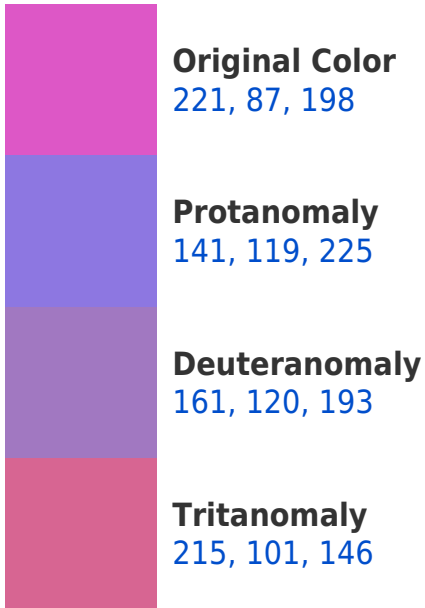 Original Color
221, 87, 198
Protanomaly
141, 119, 225
Deuteranomaly
161, 120, 193
Tritanomaly
215, 101, 146